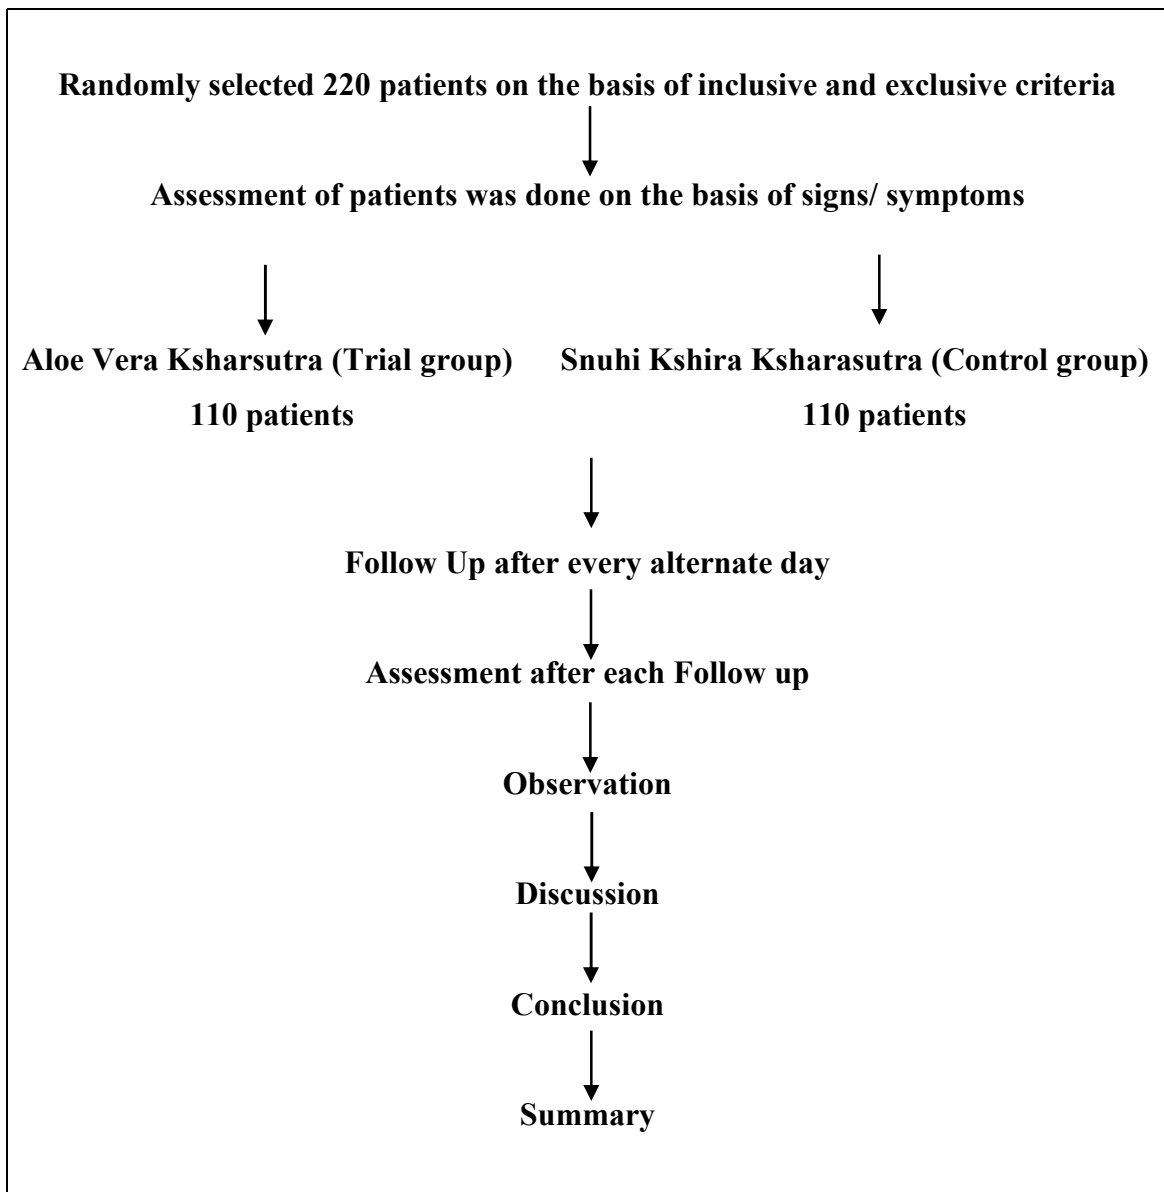 Randomly selected 220 patients on the basis of inclusive and exclusive criteria
Assessment of patients was done on the basis of signs/ symptoms
Aloe Vera Ksharsutra (Trial group)
110 patients
Snuhi Kshira Ksharasutra (Control group)
110 patients
Follow Up after every alternate day
Assessment after each Follow up
Observation
Discussion
Conclusion
Summary